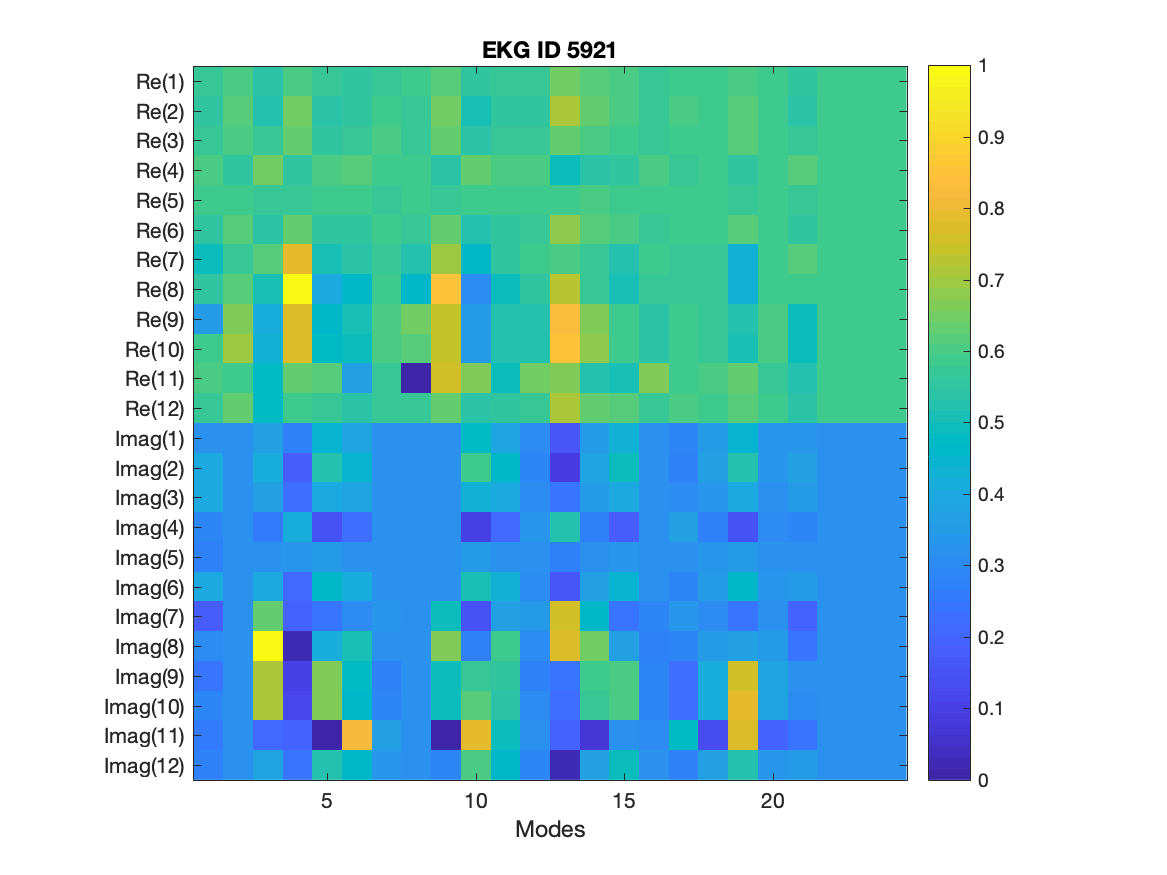 EKG ID 5921
Re(1)
Re(2)
Re(3)
Re(4)
Re(5)
Re(6)
Re(7)
Re(8)
Re(9)
Re(10)
Re(11)
Re(12)
Imag(1)
Imag(2)
Imag(3)
Imag(4)
Imag(5)
Imag(6)
Imag(7)
Imag(8)
Imag(9)
Imag(10)
Imag(11)
Imag(12)
5 10 15 20
Modes
1
0.9
0.8
0.7
0.6
0.5
0.4
0.3
0.2
0.1
0